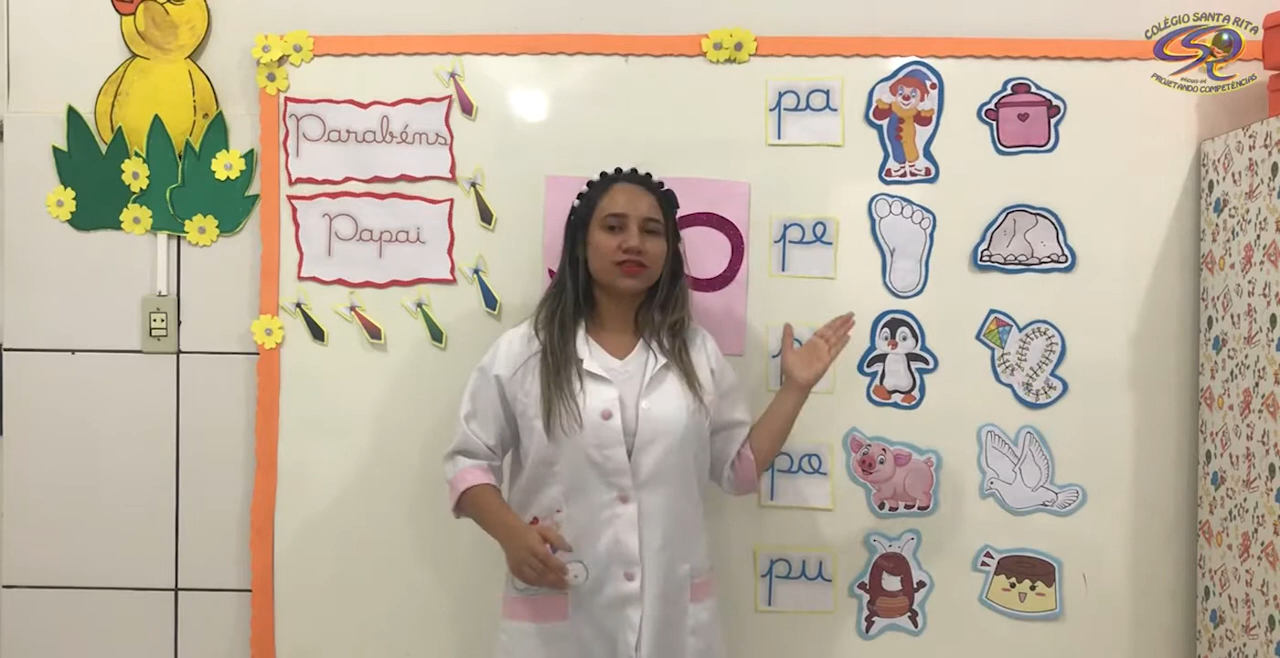 COLÉGIO SANTA RITA
PROJETANDO COMPETÊNCIAS
Parabéns
Papai
pa
pe
po
pu